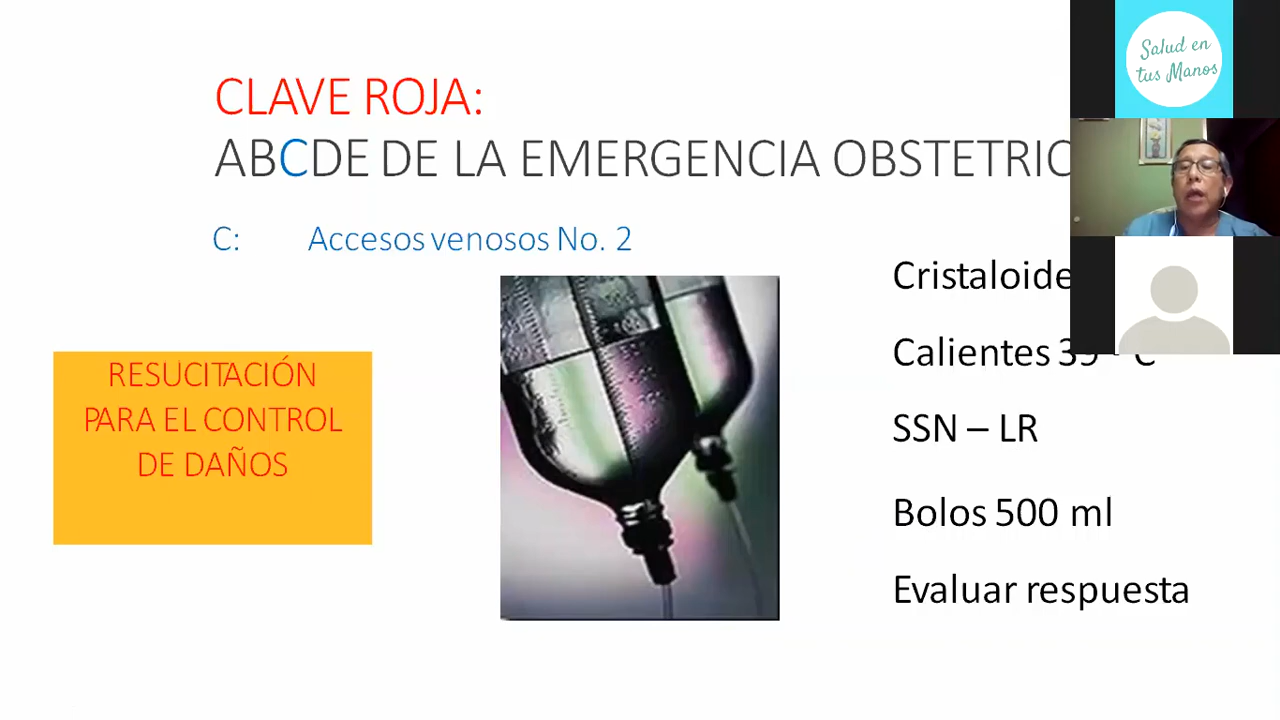 CLAVE ROJA:
ABCDE DE LA EMERGENCIA OBSTETRIC
C: Accesos venosos No. 2
RESUCITACIÓN
PARA EL CONTROL
DE DAÑOS
Cristaloide
Calientes 39 º C
SSN – LR
Bolos 500 ml
Evaluar respuesta
Salud en
tus Manos